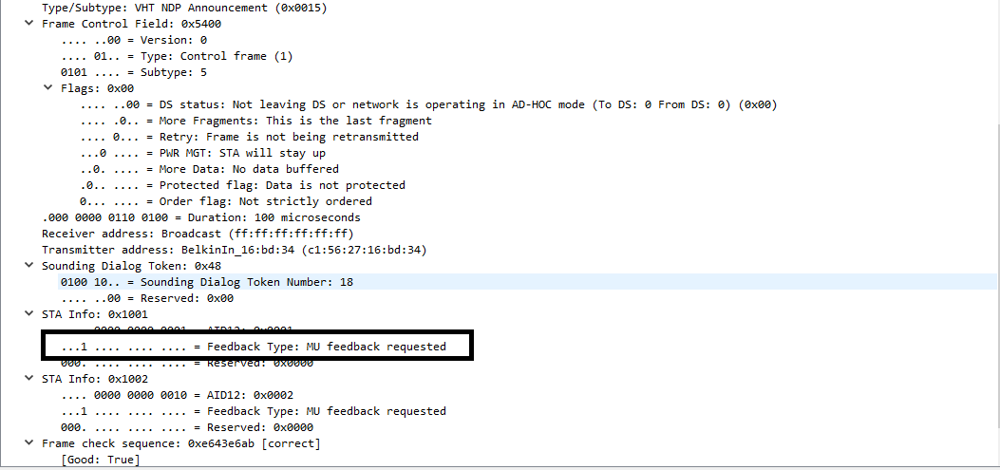 Type/Subtype: VHT NDP Announcement (0x0015)
Frame Control Field: 0x5400
.... ..00 = Version: 0
.... 01.. = Type: Control frame (1)
0101 .... = Subtype: 5
Flags: 0x00
.... ..00 = DS status: Not leaving DS or network is operating in AD-HOC mode (To DS: 0 From DS: 0) (0x00)
.... .0.. = More Fragments: This is the last fragment
.... 0... = Retry: Frame is not being retransmitted
...0 .... = PWR MGT: STA will stay up
..0. .... = More Data: No data buffered
.0.. .... = Protected flag: Data is not protected
0... .... = Order flag: Not strictly ordered
.000 0000 0110 0100 = Duration: 100 microseconds
Receiver address: Broadcast (ff:ff:ff:ff:ff:ff)
Transmitter address: BelkinIn_16:bd:34 (c1:56:27:16:bd:34)
Sounding Dialog Token: 0x48
0100 10.. = Sounding Dialog Token Number: 18
.... ..00 = Reserved: 0x00
STA Info: 0x1001
.... 0000 0000 0001 = AID12: 0x0001
...1 .... .... .... = Feedback Type: MU feedback requested
000. .... .... .... = Reserved: 0x0000
STA Info: 0x1002
.... 0000 0000 0010 = AID12: 0x0002
...1 .... .... .... = Feedback Type: MU feedback requested
000. .... .... .... = Reserved: 0x0000
Frame check sequence: 0xe643e6ab [correct]
[Good: True]